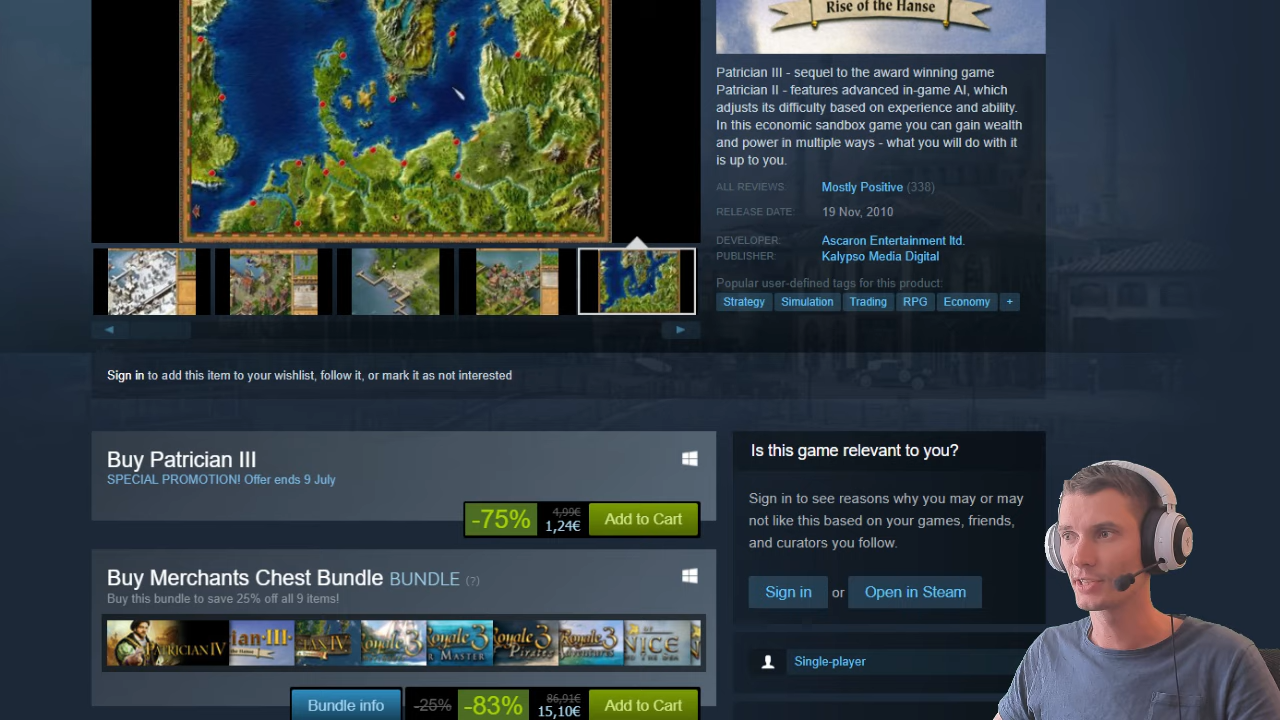 Rise of the Hanse
Patrician III - sequel to the award winning game
Patrician II - features advanced in-game AI, which
adjusts its difficulty based on experience and ability.
In this economic sandbox game you can gain wealth
and power in multiple ways - what you will do with it
is up to you.
ALL REVIEWS: Mostly Positive (338)
RELEASE DATE: 19 Nov, 2010
DEVELOPER: Ascaron Entertainment ltd.
PUBLISHER: Kalypso Media Digital
Popular user-defined tags for this product:
Strategy Simulation Trading RPG Economy +
Sign in to add this item to your wishlist, follow it, or mark it as not interested
Buy Patrician III
SPECIAL PROMOTION! Offer ends 9 July
-75% 4,99€ 1,24€ Add to Cart
Buy Merchants Chest Bundle BUNDLE (?)
Buy this bundle to save 25% off all 9 items!
PATRICIAN IV
Bundle info -25% -83% 86,91€ 15,10€ Add to Cart
Is this game relevant to you?
Sign in to see reasons why you may or may
not like this based on your games, friends,
and curators you follow.
Sign in or Open in Steam
Single-player